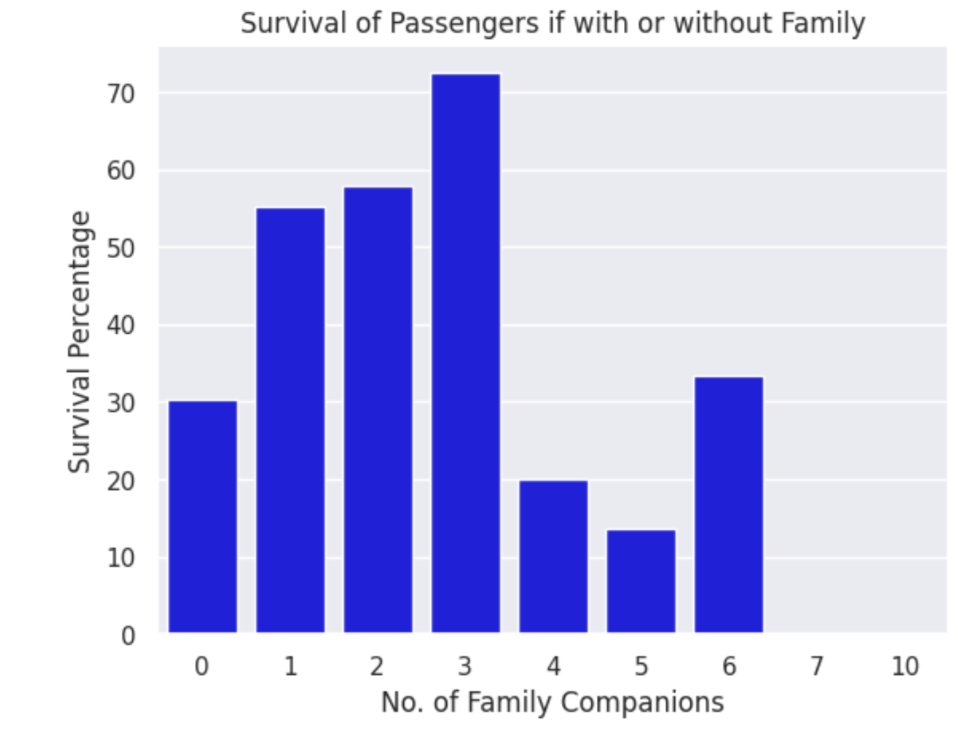 Survival of Passengers if with or without Family
70
60
50
40
30
20
10
0
Survival Percentage
0 1 2 3 4 5 6 7 10
No. of Family Companions